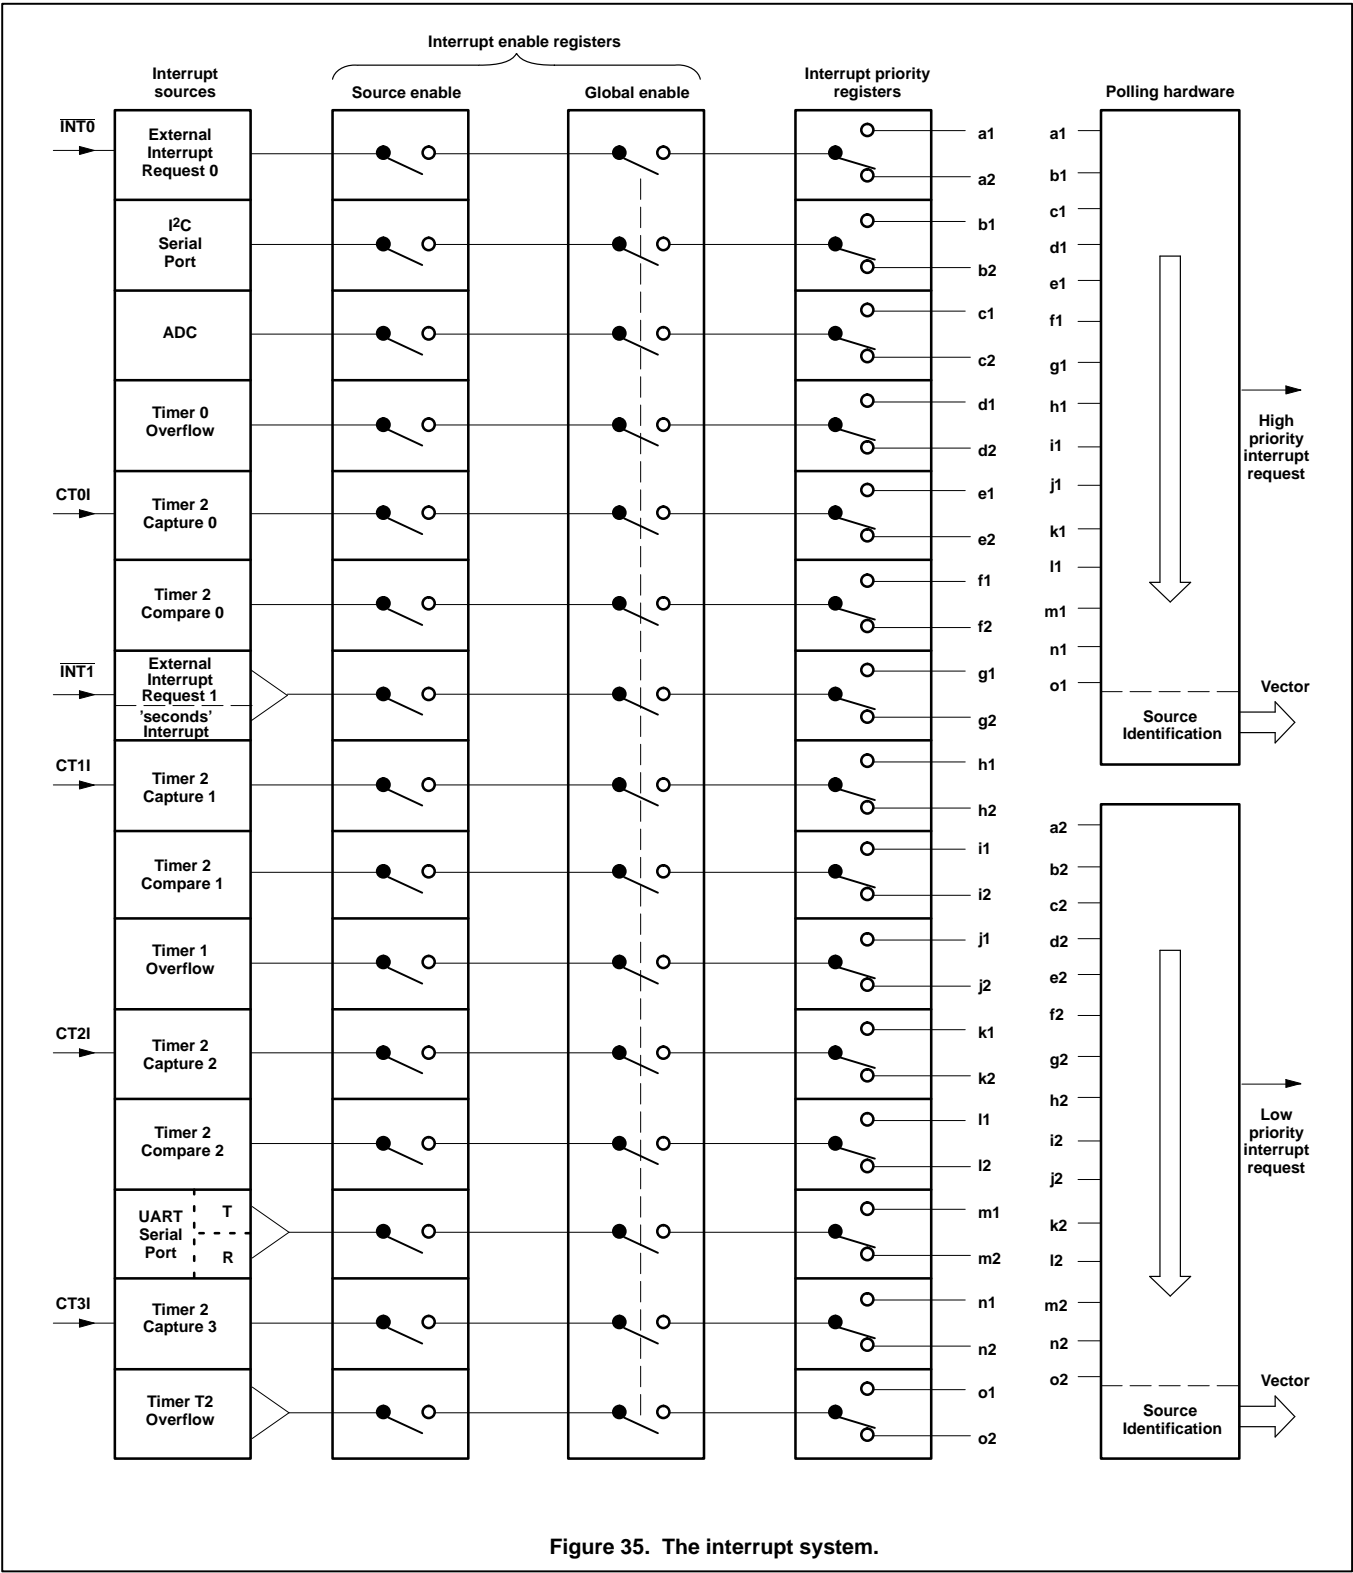 Interrupt enable registers
Interrupt
sources
Source enable
Global enable
Interrupt priority
registers
Polling hardware
INT0
External
Interrupt
Request 0
a1
a2
I2C
Serial
Port
b1
b2
ADC
c1
c2
Timer 0
Overflow
d1
d2
CT0I
Timer 2
Capture 0
e1
e2
Timer 2
Compare 0
f1
f2
INT1
External
Interrupt
Request 1
'seconds'
Interrupt
g1
g2
CT1I
Timer 2
Capture 1
h1
h2
Timer 2
Compare 1
i1
i2
Timer 1
Overflow
j1
j2
CT2I
Timer 2
Capture 2
k1
k2
Timer 2
Compare 2
l1
l2
UART
Serial
Port
T
R
m1
m2
CT3I
Timer 2
Capture 3
n1
n2
Timer T2
Overflow
o1
o2
a1
b1
c1
d1
e1
f1
g1
h1
i1
j1
k1
l1
m1
n1
o1
High
priority
interrupt
request
Source
Identification
Vector
a2
b2
c2
d2
e2
f2
g2
h2
i2
j2
k2
l2
m2
n2
o2
Low
priority
interrupt
request
Source
Identification
Vector
Figure 35. The interrupt system.